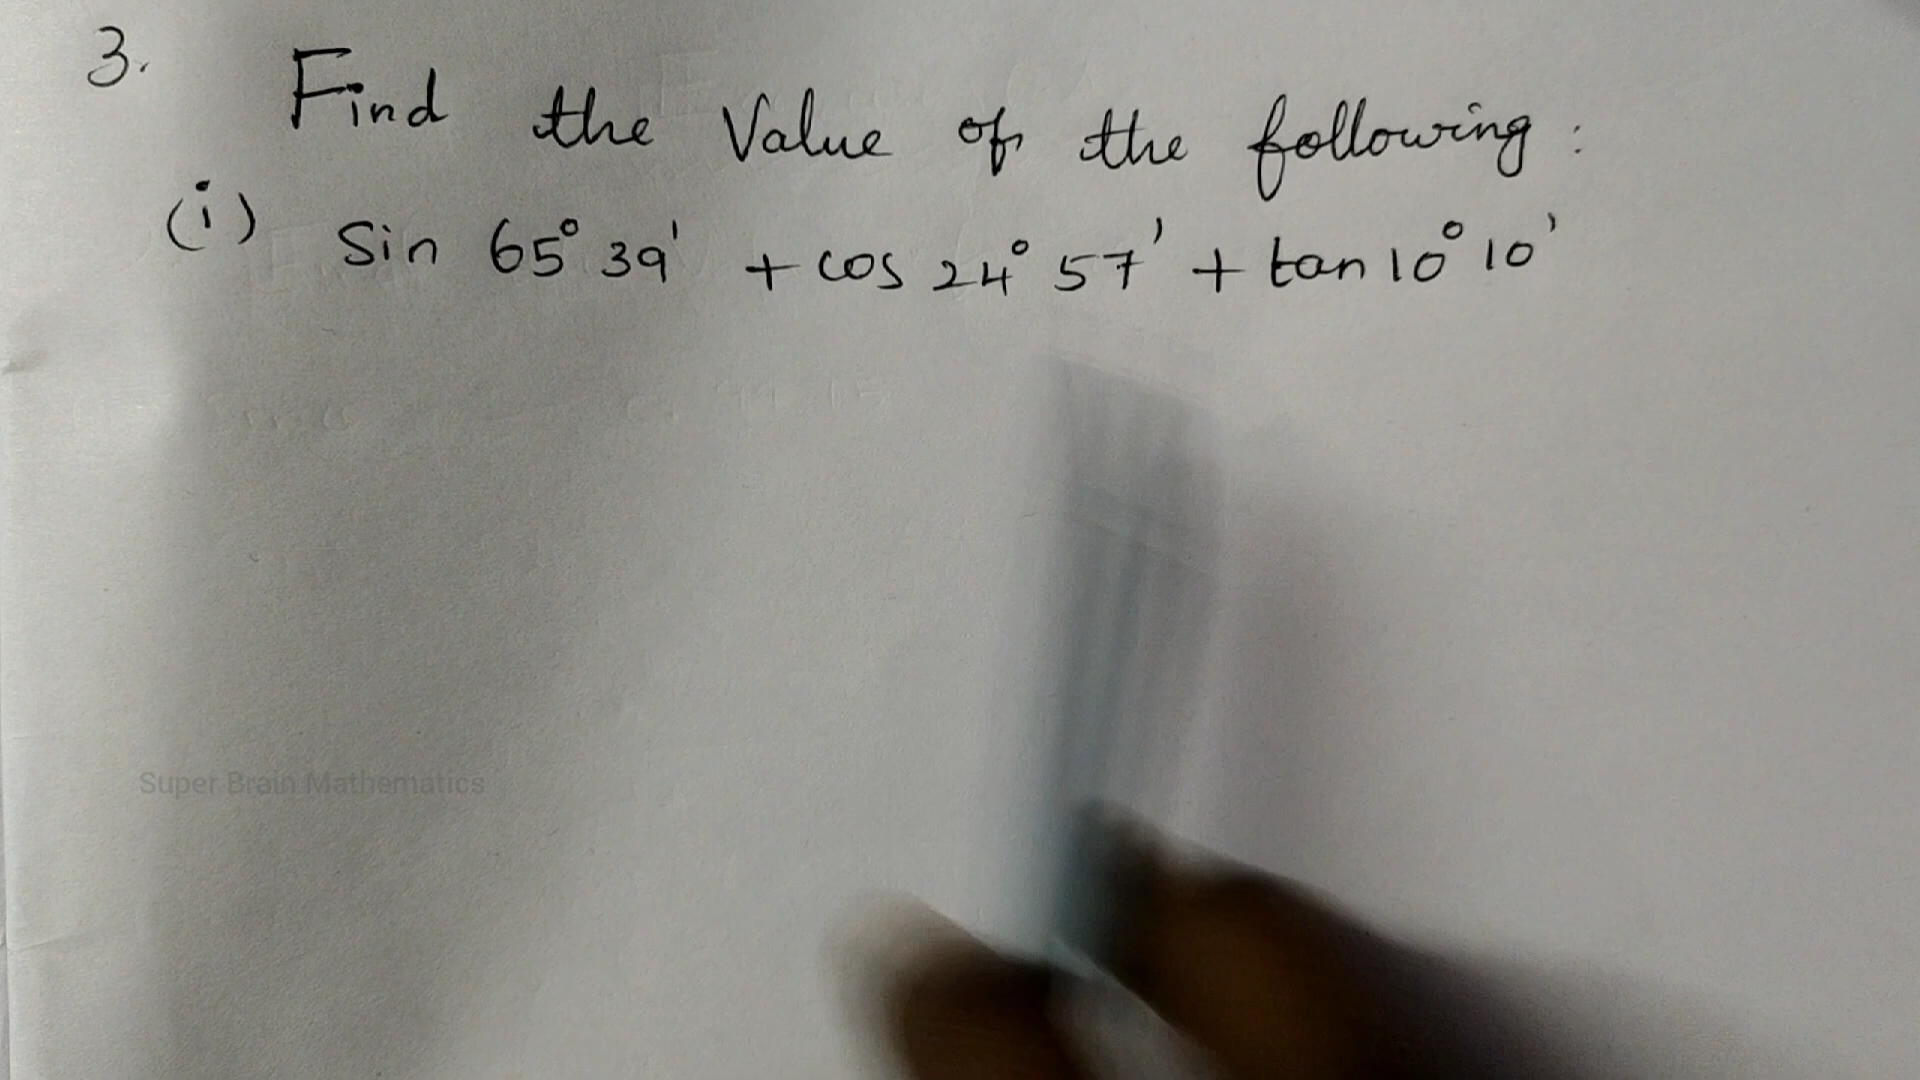 3. Find the Value of the following :
(i) Sin 65° 39' + cos 24° 57' + tan 10° 10'
Super Brain Mathematics